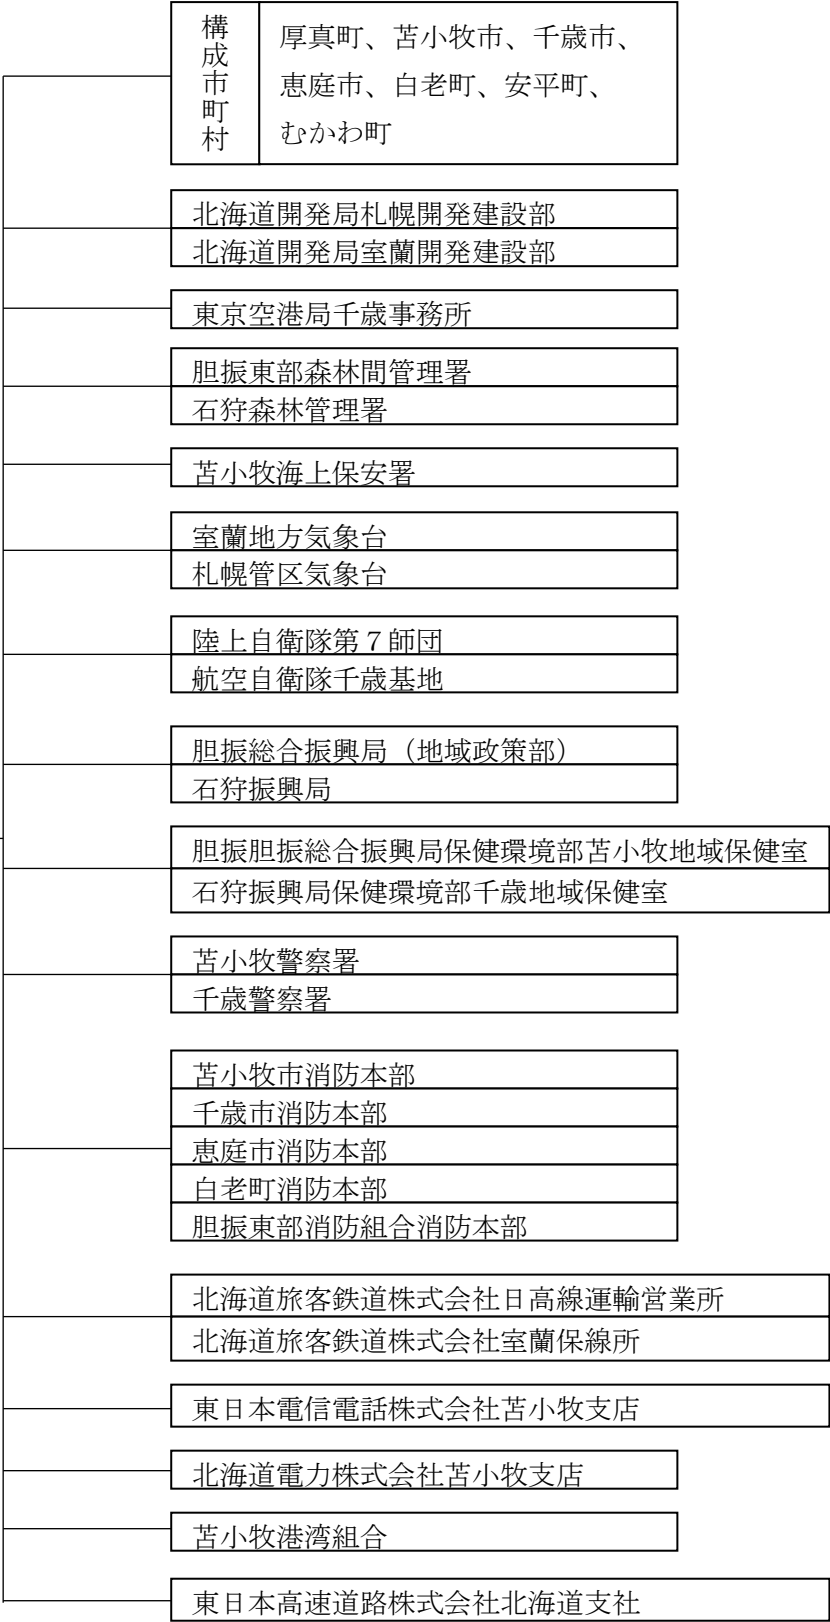 構成市町村
厚真町、苫小牧市、千歳市、
恵庭市、白老町、安平町、
むかわ町
北海道開発局札幌開発建設部
北海道開発局室蘭開発建設部
東京空港局千歳事務所
胆振東部森林間管理署
石狩森林管理署
苫小牧海上保安署
室蘭地方気象台
札幌管区気象台
陸上自衛隊第７師団
航空自衛隊千歳基地
胆振総合振興局（地域政策部）
石狩振興局
胆振胆振総合振興局保健環境部苫小牧地域保健室
石狩振興局保健環境部千歳地域保健室
苫小牧警察署
千歳警察署
苫小牧市消防本部
千歳市消防本部
恵庭市消防本部
白老町消防本部
胆振東部消防組合消防本部
北海道旅客鉄道株式会社日高線運輸営業所
北海道旅客鉄道株式会社室蘭保線所
東日本電信電話株式会社苫小牧支店
北海道電力株式会社苫小牧支店
苫小牧港湾組合
東日本高速道路株式会社北海道支社